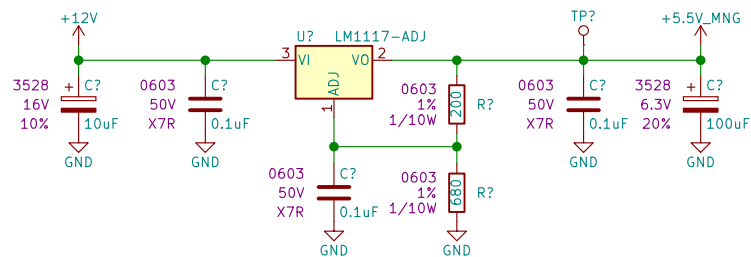 +12V
U? LM1117-ADJ
TP?
+5.5V_MNG
3 VI VO 2
ADJ
1
3528 + C?
16V
10% 10uF
GND
0603 C?
50V
X7R 0.1uF
GND
0603
1% 200 R?
1/10W
0603 C?
50V
X7R 0.1uF
GND
3528 + C?
6.3V
20% 100uF
GND
0603 C?
50V
X7R 0.1uF
GND
0603
1% 680 R?
1/10W
GND